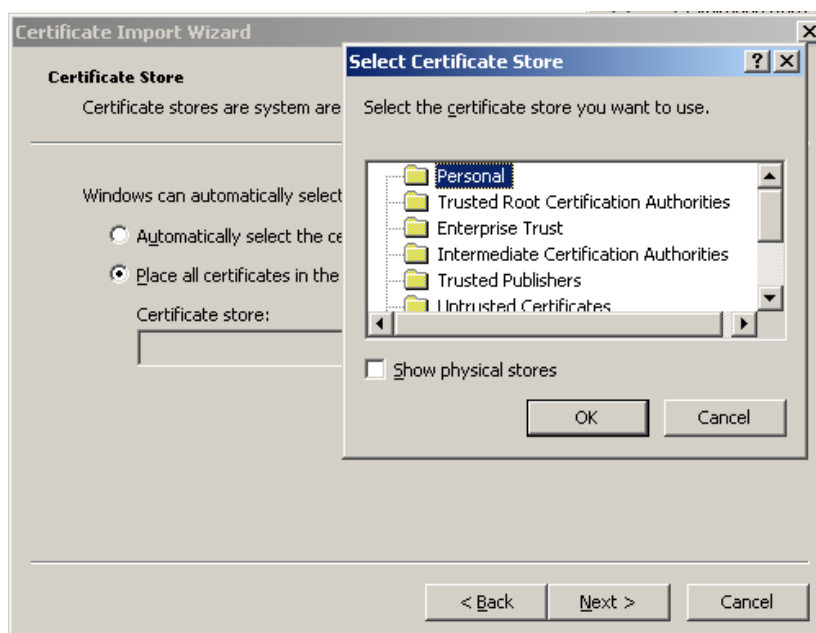 Certificate Import Wizard
Certificate Store
Certificate stores are system are
Windows can automatically select
Automatically select the ce
Place all certificates in the
Certificate store:
Select Certificate Store
Select the certificate store you want to use.
Personal
Trusted Root Certification Authorities
Enterprise Trust
Intermediate Certification Authorities
Trusted Publishers
Untrusted Certificates
Show physical stores
OK
Cancel
< Back
Next >
Cancel